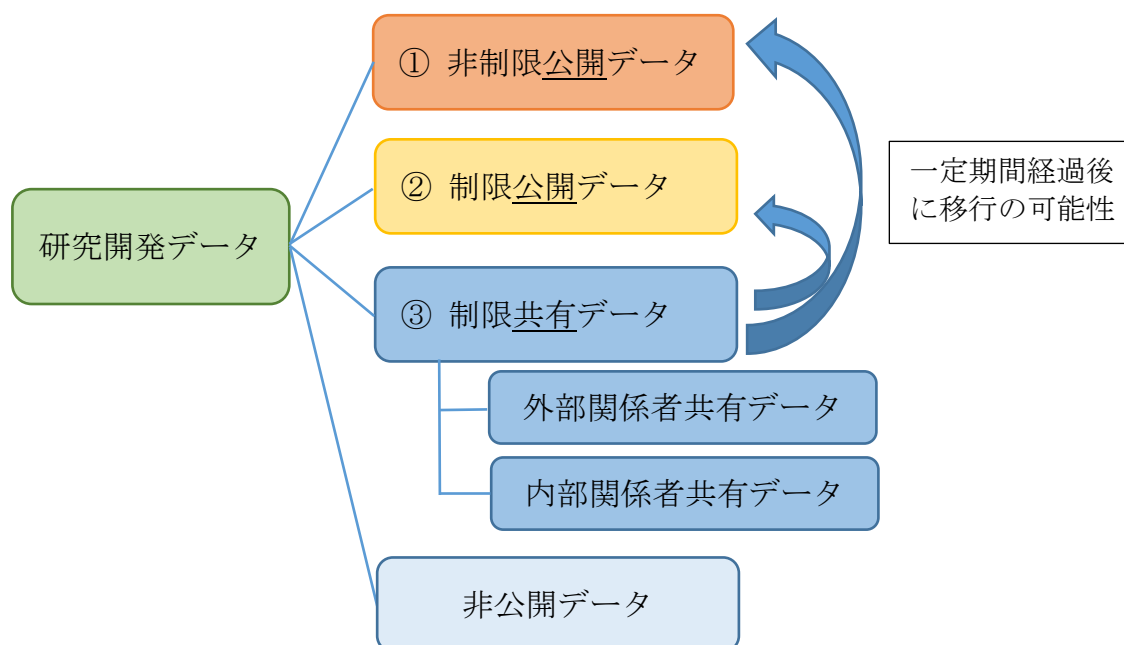 ① 非制限公開データ
② 制限公開データ
一定期間経過後
に移行の可能性
研究開発データ
③ 制限共有データ
外部関係者共有データ
内部関係者共有データ
非公開データ